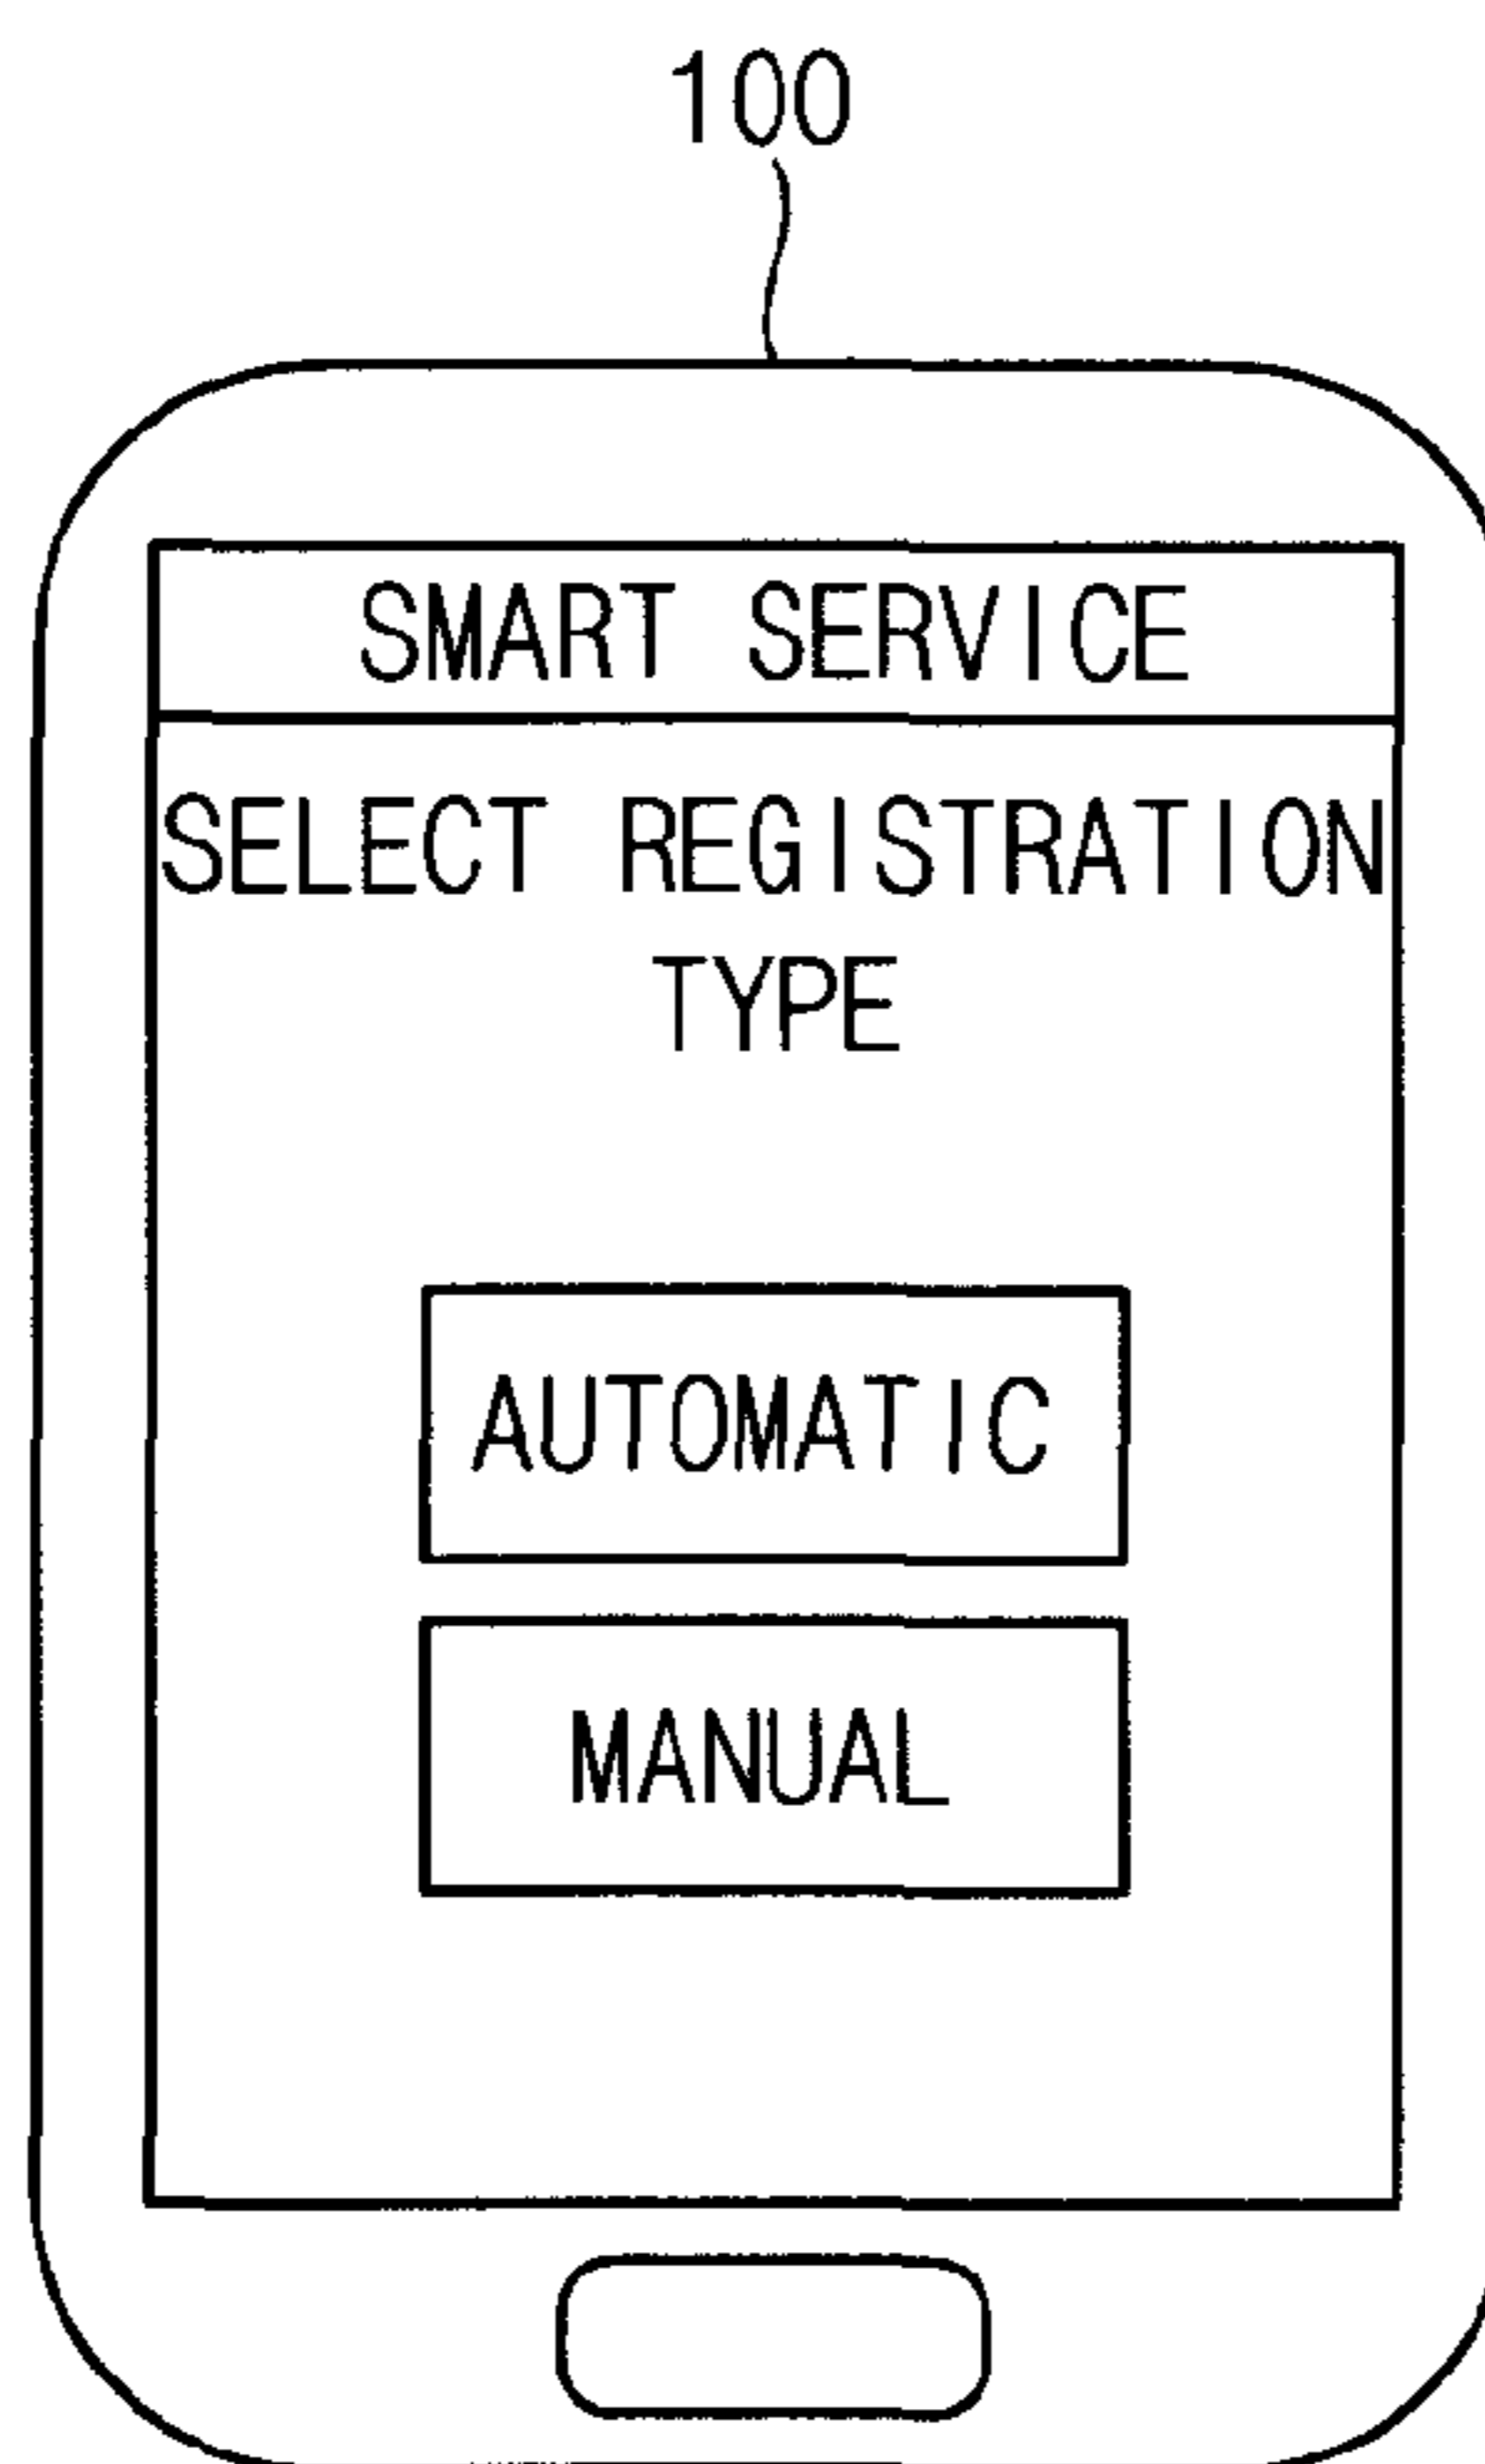 100
SMART SERVICE
SELECT REGISTRATION
TYPE
AUTOMATIC
MANUAL